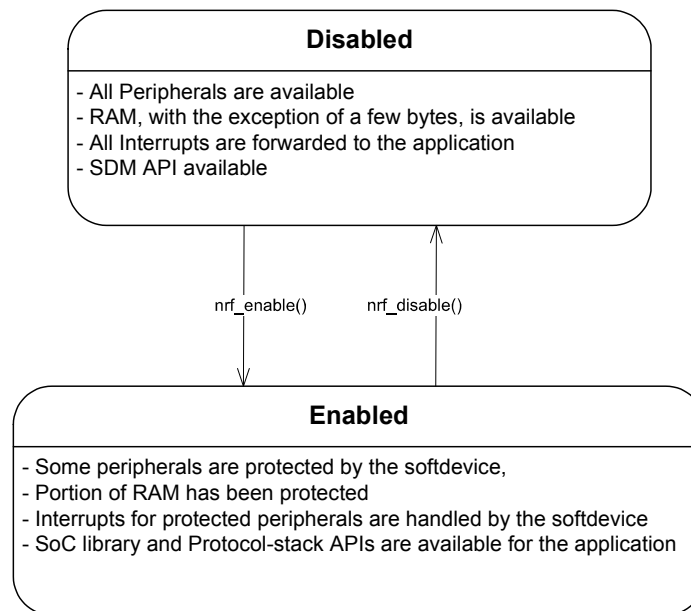 Disabled
- All Peripherals are available
- RAM, with the exception of a few bytes, is available
- All Interrupts are forwarded to the application
- SDM API available
nrf_enable()
nrf_disable()
Enabled
- Some peripherals are protected by the softdevice,
- Portion of RAM has been protected
- Interrupts for protected peripherals are handled by the softdevice
- SoC library and Protocol-stack APIs are available for the application